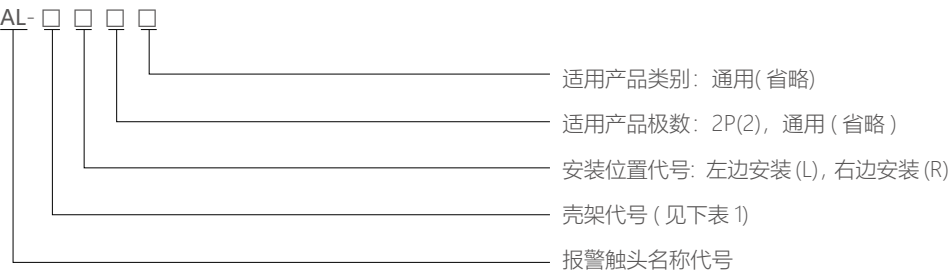 AL-□ □ □ □
适用产品类别：通用( 省略)
适用产品极数：2P(2)，通用 ( 省略 )
安装位置代号: 左边安装 (L) , 右边安装 (R)
壳架代号 ( 见下表 1)
报警触头名称代号